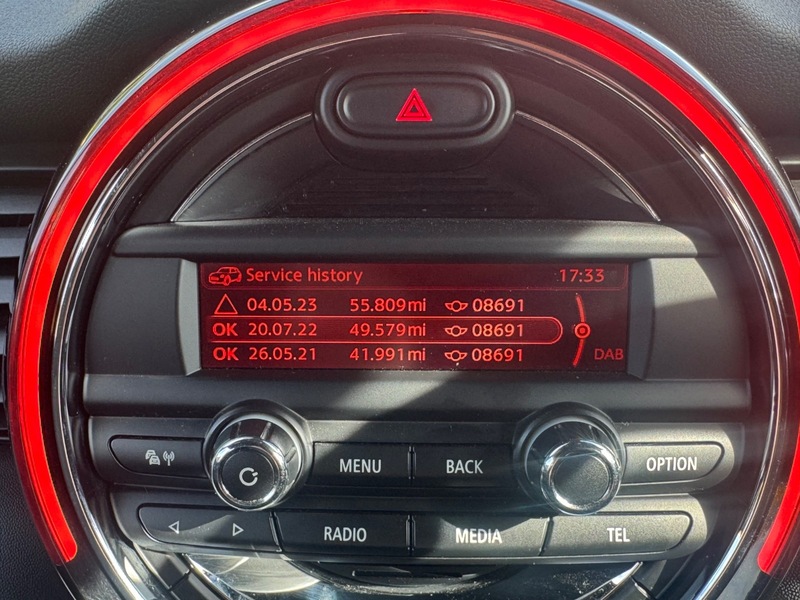 Service history 17:33
04.05.23 55.809mi 08691
OK 20.07.22 49.579mi 08691
OK 26.05.21 41.991mi 08691
DAB
MENU BACK OPTION
RADIO MEDIA TEL